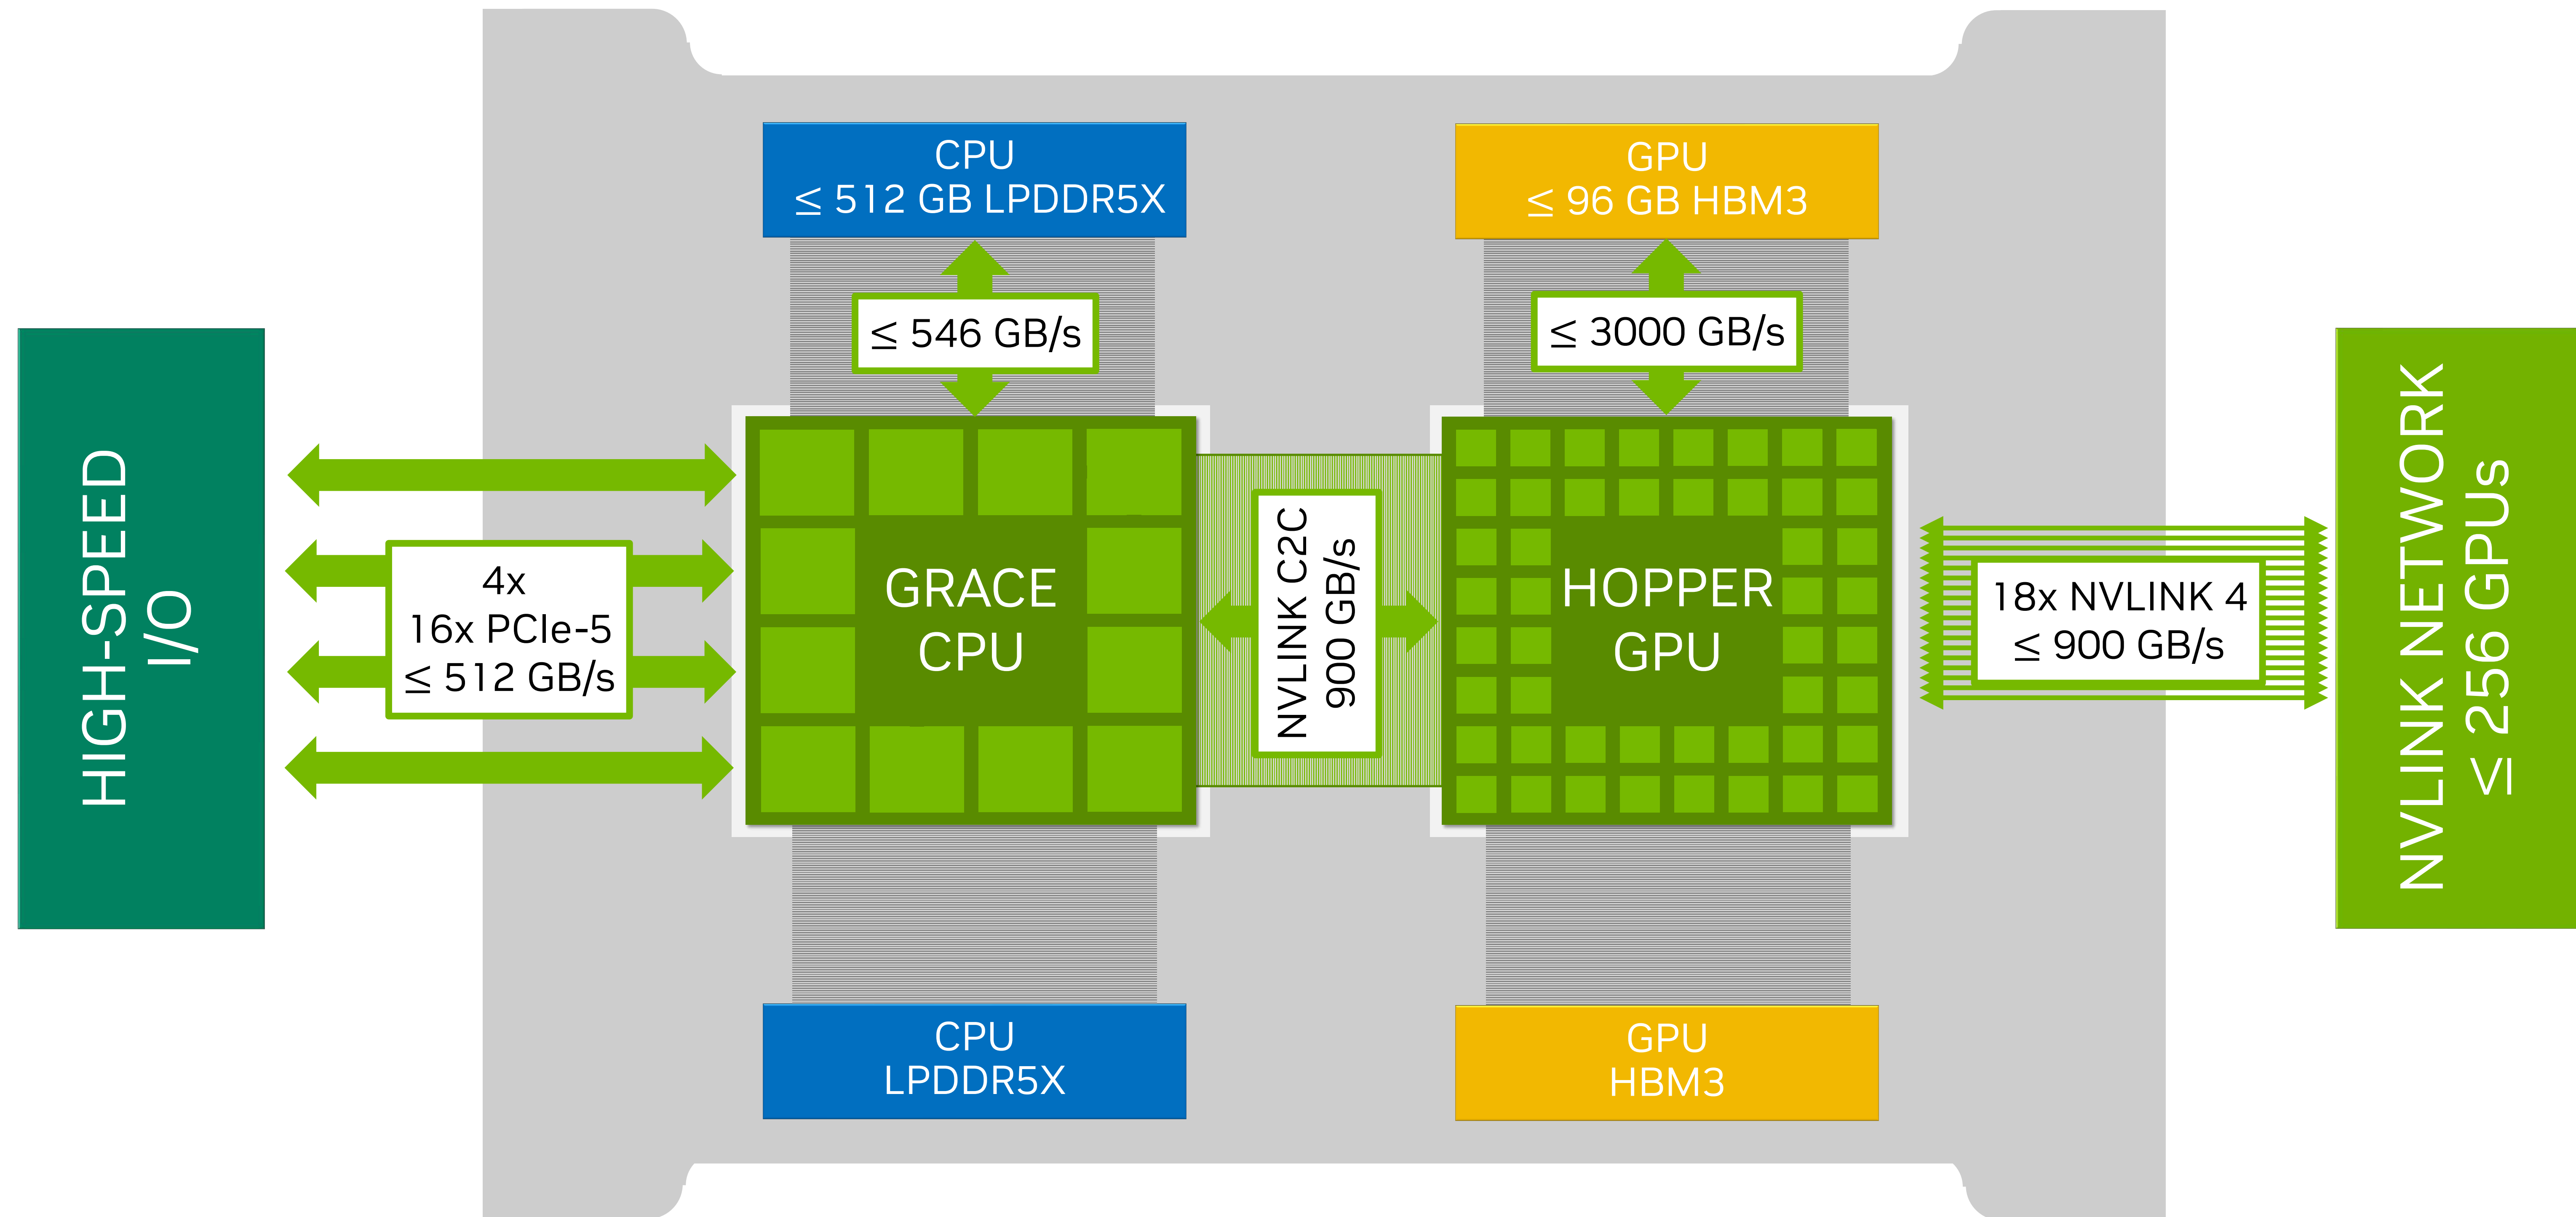 CPU
≤ 512 GB LPDDR5X
GPU
≤ 96 GB HBM3
≤ 546 GB/s
≤ 3000 GB/s
HIGH-SPEED
I/O
4x
16x PCIe-5
≤ 512 GB/s
GRACE
CPU
NVLINK C2C
900 GB/s
HOPPER
GPU
18x NVLINK 4
≤ 900 GB/s
NVLINK NETWORK
≤ 256 GPUs
CPU
LPDDR5X
GPU
HBM3